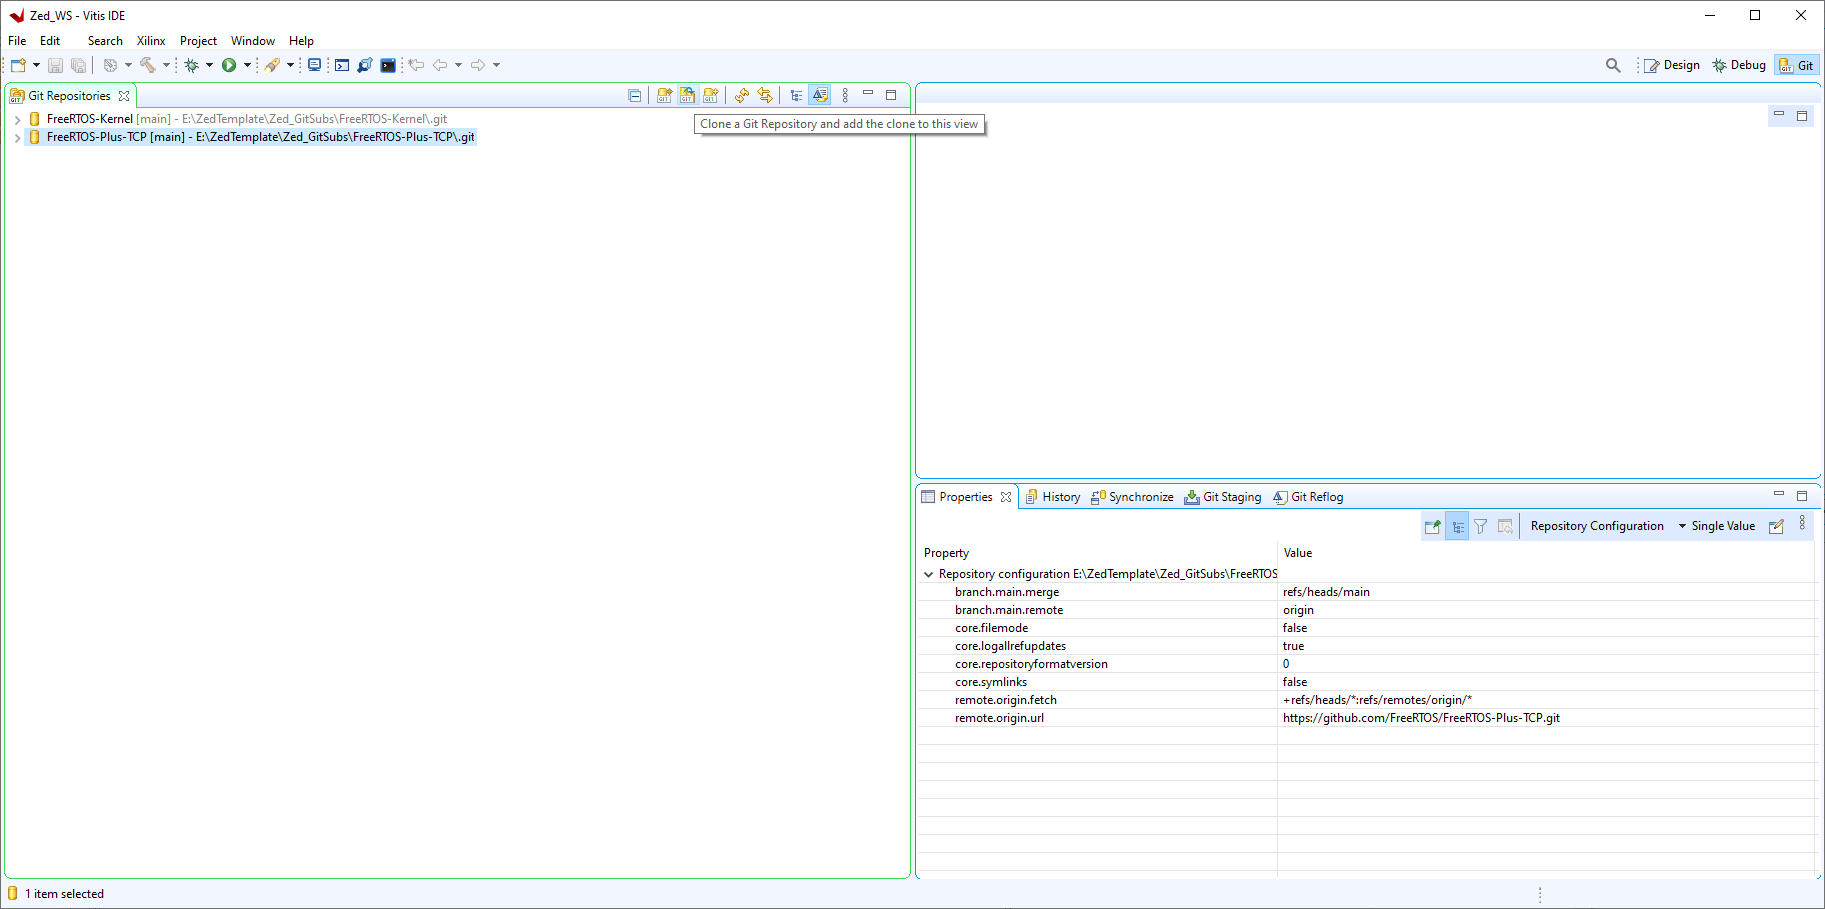 Zed_WS - Vitis IDE
File Edit Search Xilinx Project Window Help
Design Debug Git
Git Repositories
FreeRTOS-Kernel [main] - E:\ZedTemplate\Zed_GitSubs\FreeRTOS-Kernel\.git
FreeRTOS-Plus-TCP [main] - E:\ZedTemplate\Zed_GitSubs\FreeRTOS-Plus-TCP\.git
Clone a Git Repository and add the clone to this view
Properties History Synchronize Git Staging Git Reflog
Repository Configuration Single Value
Property Value
Repository configuration E:\ZedTemplate\Zed_GitSubs\FreeRTOS
branch.main.merge refs/heads/main
branch.main.remote origin
core.filemode false
core.logallrefupdates true
core.repositoryformatversion 0
core.symlinks false
remote.origin.fetch +refs/heads/*:refs/remotes/origin/*
remote.origin.url https://github.com/FreeRTOS/FreeRTOS-Plus-TCP.git
1 item selected